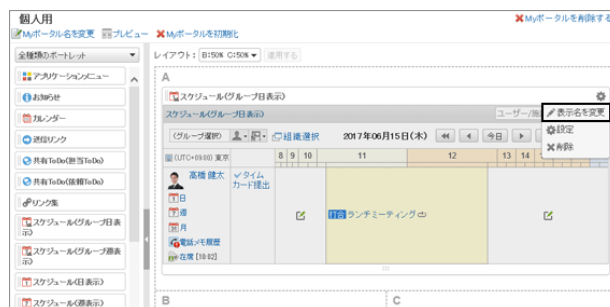 個人用
Myポータル名を変更 プレビュー Myポータルを初期化
Myポータルを削除する
全種類のポートレット
レイアウト: B:50% C:50% 適用する
アプリケーションメニュー
お知らせ
カレンダー
送信リンク
共有ToDo(担当ToDo)
共有ToDo(依頼ToDo)
リンク集
スケジュール(グループ日表示)
スケジュール(グループ週表示)
スケジュール(日表示)
スケジュール(週表示)
A
スケジュール(グループ日表示)
スケジュール(グループ日表示)
ユーザー/施
表示名を変更
設定
削除
(グループ選択) 組織選択 2017年06月15日(木) 今日
(UTC+09:00) 東京 8 9 10 11 12 13 14
高橋 健太
タイムカード提出
日
週
月
電話メモ履歴
在席 [10:02]
打合 ランチミーティング
B
C